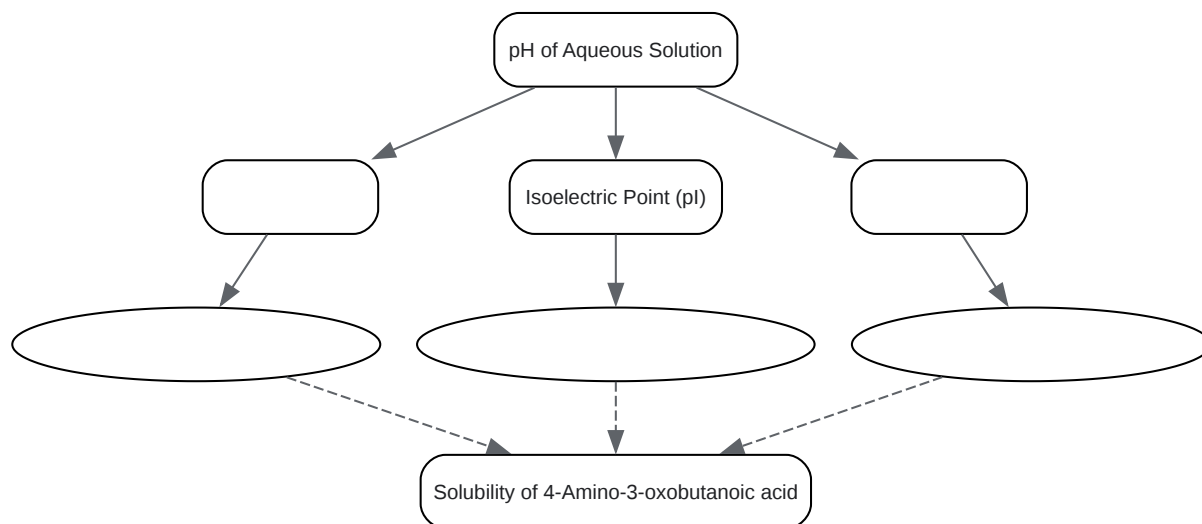 pH of Aqueous Solution
Isoelectric Point (pI)
Solubility of 4-Amino-3-oxobutanoic acid